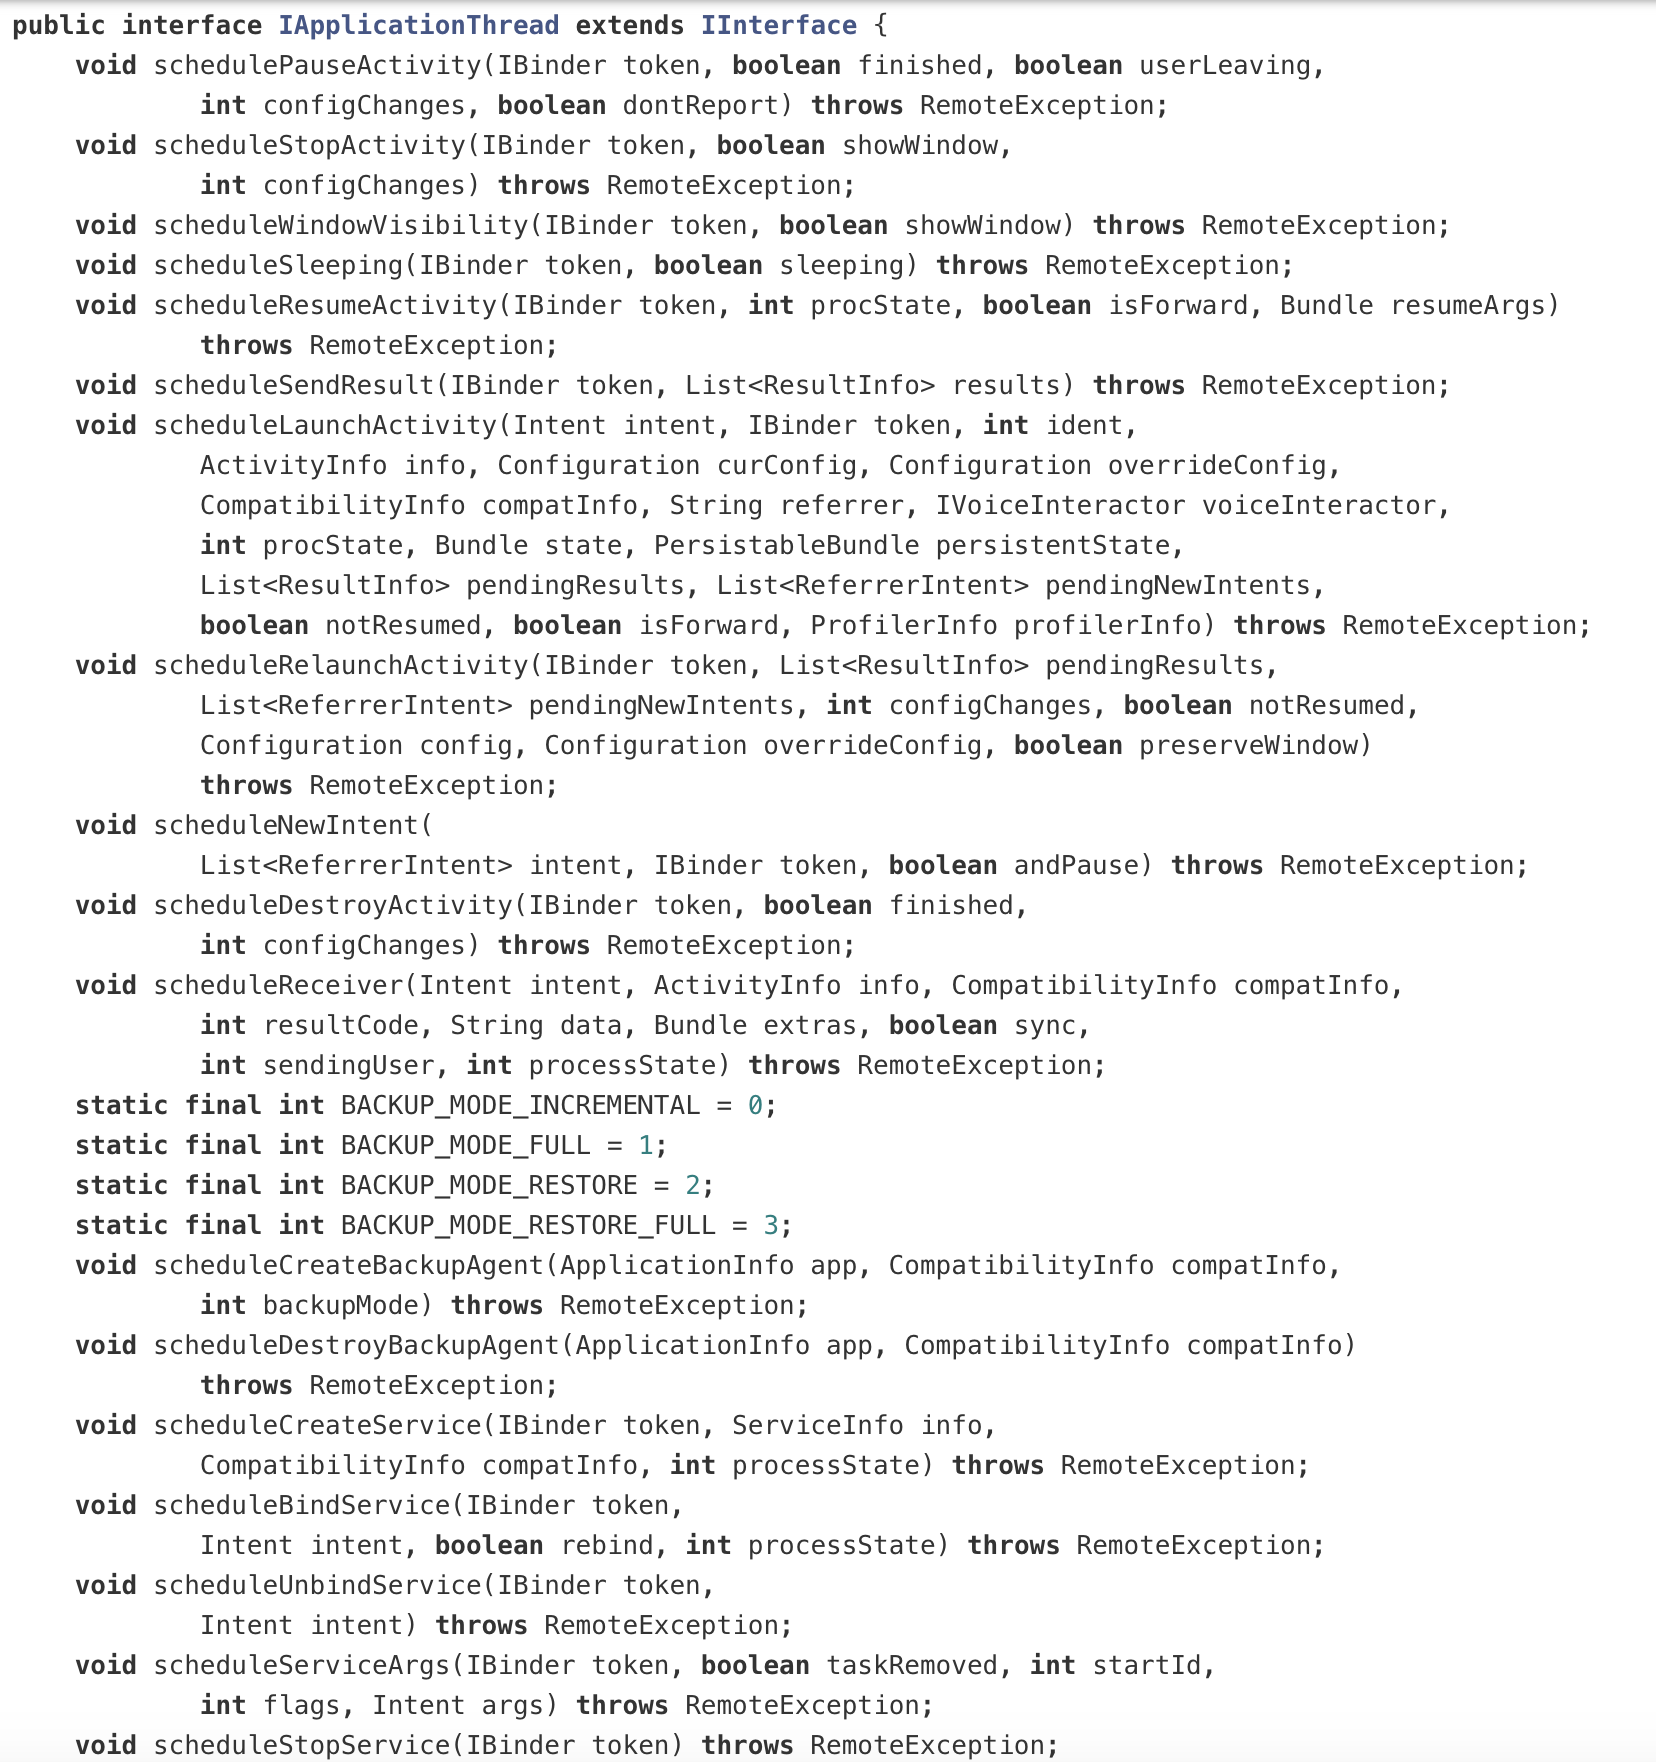 public interface IApplicationThread extends IInterface {
    void schedulePauseActivity(IBinder token, boolean finished, boolean userLeaving,
            int configChanges, boolean dontReport) throws RemoteException;
    void scheduleStopActivity(IBinder token, boolean showWindow,
            int configChanges) throws RemoteException;
    void scheduleWindowVisibility(IBinder token, boolean showWindow) throws RemoteException;
    void scheduleSleeping(IBinder token, boolean sleeping) throws RemoteException;
    void scheduleResumeActivity(IBinder token, int procState, boolean isForward, Bundle resumeArgs)
            throws RemoteException;
    void scheduleSendResult(IBinder token, List<ResultInfo> results) throws RemoteException;
    void scheduleLaunchActivity(Intent intent, IBinder token, int ident,
            ActivityInfo info, Configuration curConfig, Configuration overrideConfig,
            CompatibilityInfo compatInfo, String referrer, IVoiceInteractor voiceInteractor,
            int procState, Bundle state, PersistableBundle persistentState,
            List<ResultInfo> pendingResults, List<ReferrerIntent> pendingNewIntents,
            boolean notResumed, boolean isForward, ProfilerInfo profilerInfo) throws RemoteException;
    void scheduleRelaunchActivity(IBinder token, List<ResultInfo> pendingResults,
            List<ReferrerIntent> pendingNewIntents, int configChanges, boolean notResumed,
            Configuration config, Configuration overrideConfig, boolean preserveWindow)
            throws RemoteException;
    void scheduleNewIntent(
            List<ReferrerIntent> intent, IBinder token, boolean andPause) throws RemoteException;
    void scheduleDestroyActivity(IBinder token, boolean finished,
            int configChanges) throws RemoteException;
    void scheduleReceiver(Intent intent, ActivityInfo info, CompatibilityInfo compatInfo,
            int resultCode, String data, Bundle extras, boolean sync,
            int sendingUser, int processState) throws RemoteException;
    static final int BACKUP_MODE_INCREMENTAL = 0;
    static final int BACKUP_MODE_FULL = 1;
    static final int BACKUP_MODE_RESTORE = 2;
    static final int BACKUP_MODE_RESTORE_FULL = 3;
    void scheduleCreateBackupAgent(ApplicationInfo app, CompatibilityInfo compatInfo,
            int backupMode) throws RemoteException;
    void scheduleDestroyBackupAgent(ApplicationInfo app, CompatibilityInfo compatInfo)
            throws RemoteException;
    void scheduleCreateService(IBinder token, ServiceInfo info,
            CompatibilityInfo compatInfo, int processState) throws RemoteException;
    void scheduleBindService(IBinder token,
            Intent intent, boolean rebind, int processState) throws RemoteException;
    void scheduleUnbindService(IBinder token,
            Intent intent) throws RemoteException;
    void scheduleServiceArgs(IBinder token, boolean taskRemoved, int startId,
            int flags, Intent args) throws RemoteException;
    void scheduleStopService(IBinder token) throws RemoteException;